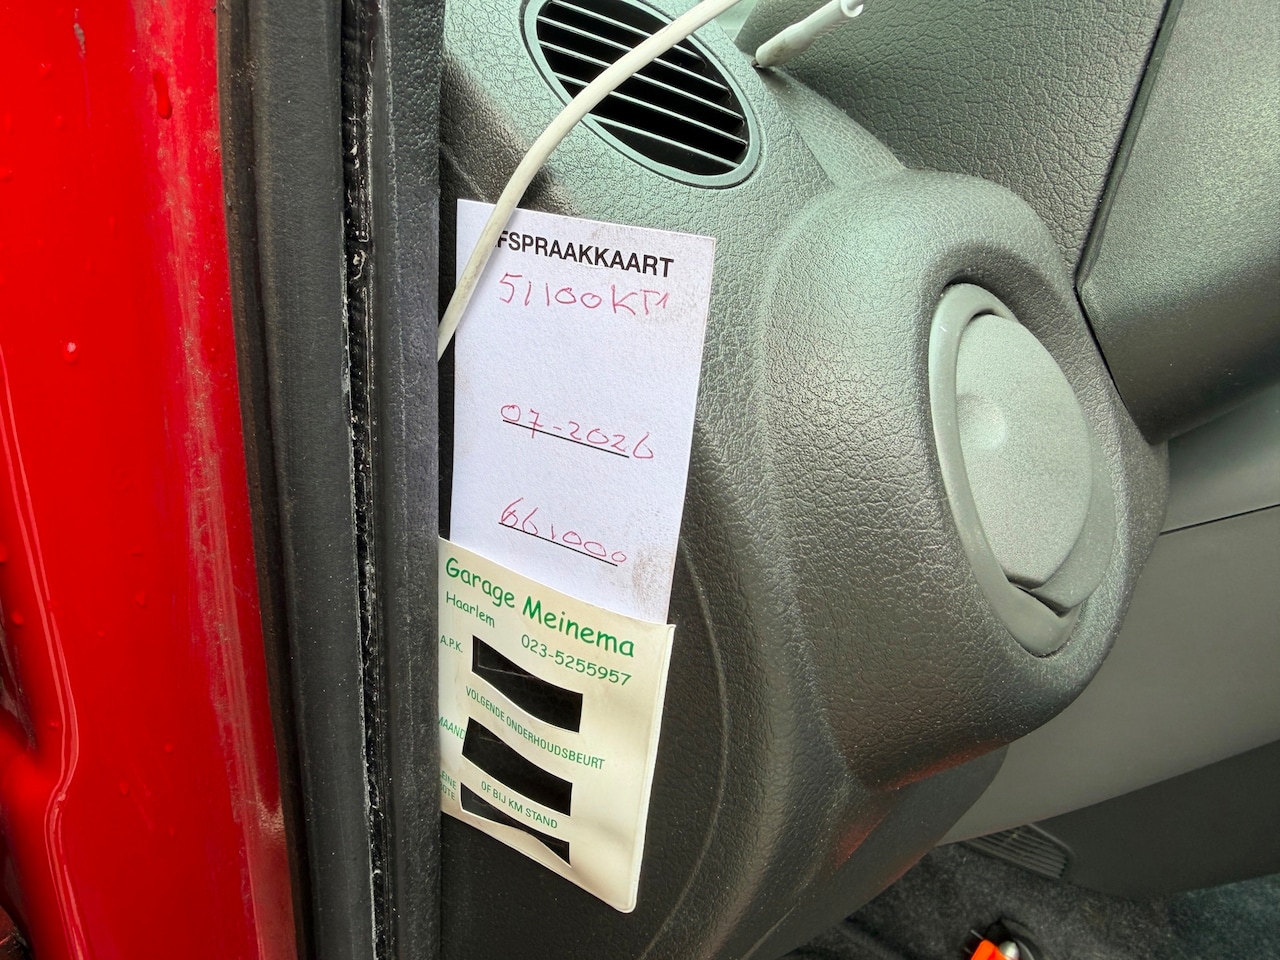 FSPRAAKKAART
51100KM
07-2026
66.000
Garage Meinema
Haarlem 023-5255957
A.P.K.
VOLGENDE ONDERHOUDSBEURT
MAAND
OF BIJ KM STAND